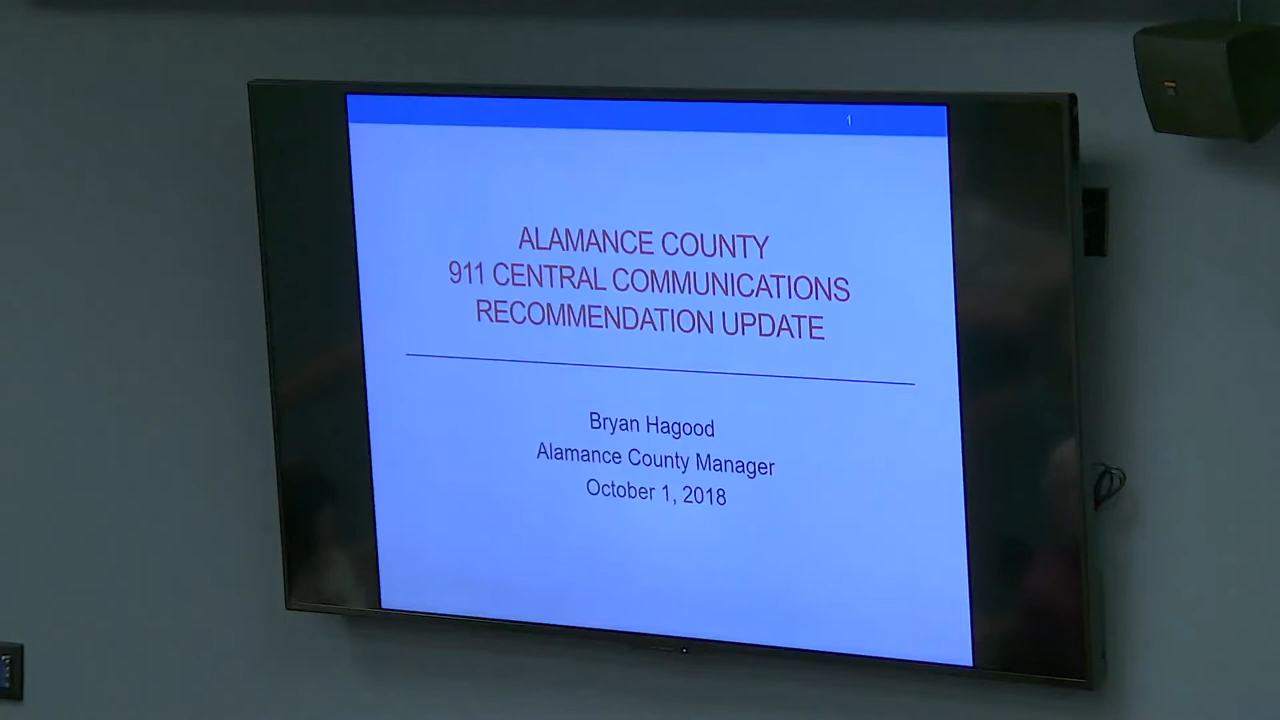 1
ALAMANCE COUNTY
911 CENTRAL COMMUNICATIONS
RECOMMENDATION UPDATE
Bryan Hagood
Alamance County Manager
October 1, 2018